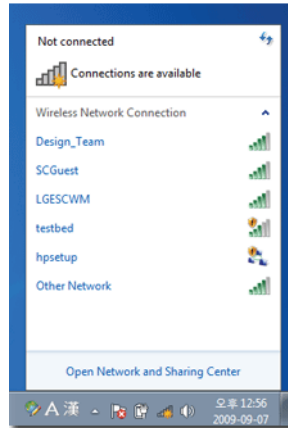 Not connected
Connections are available
Wireless Network Connection
Design_Team
SCGuest
LGESCWM
testbed
hpsetup
Other Network
Open Network and Sharing Center
A 漢 오후 12:56
2009-09-07